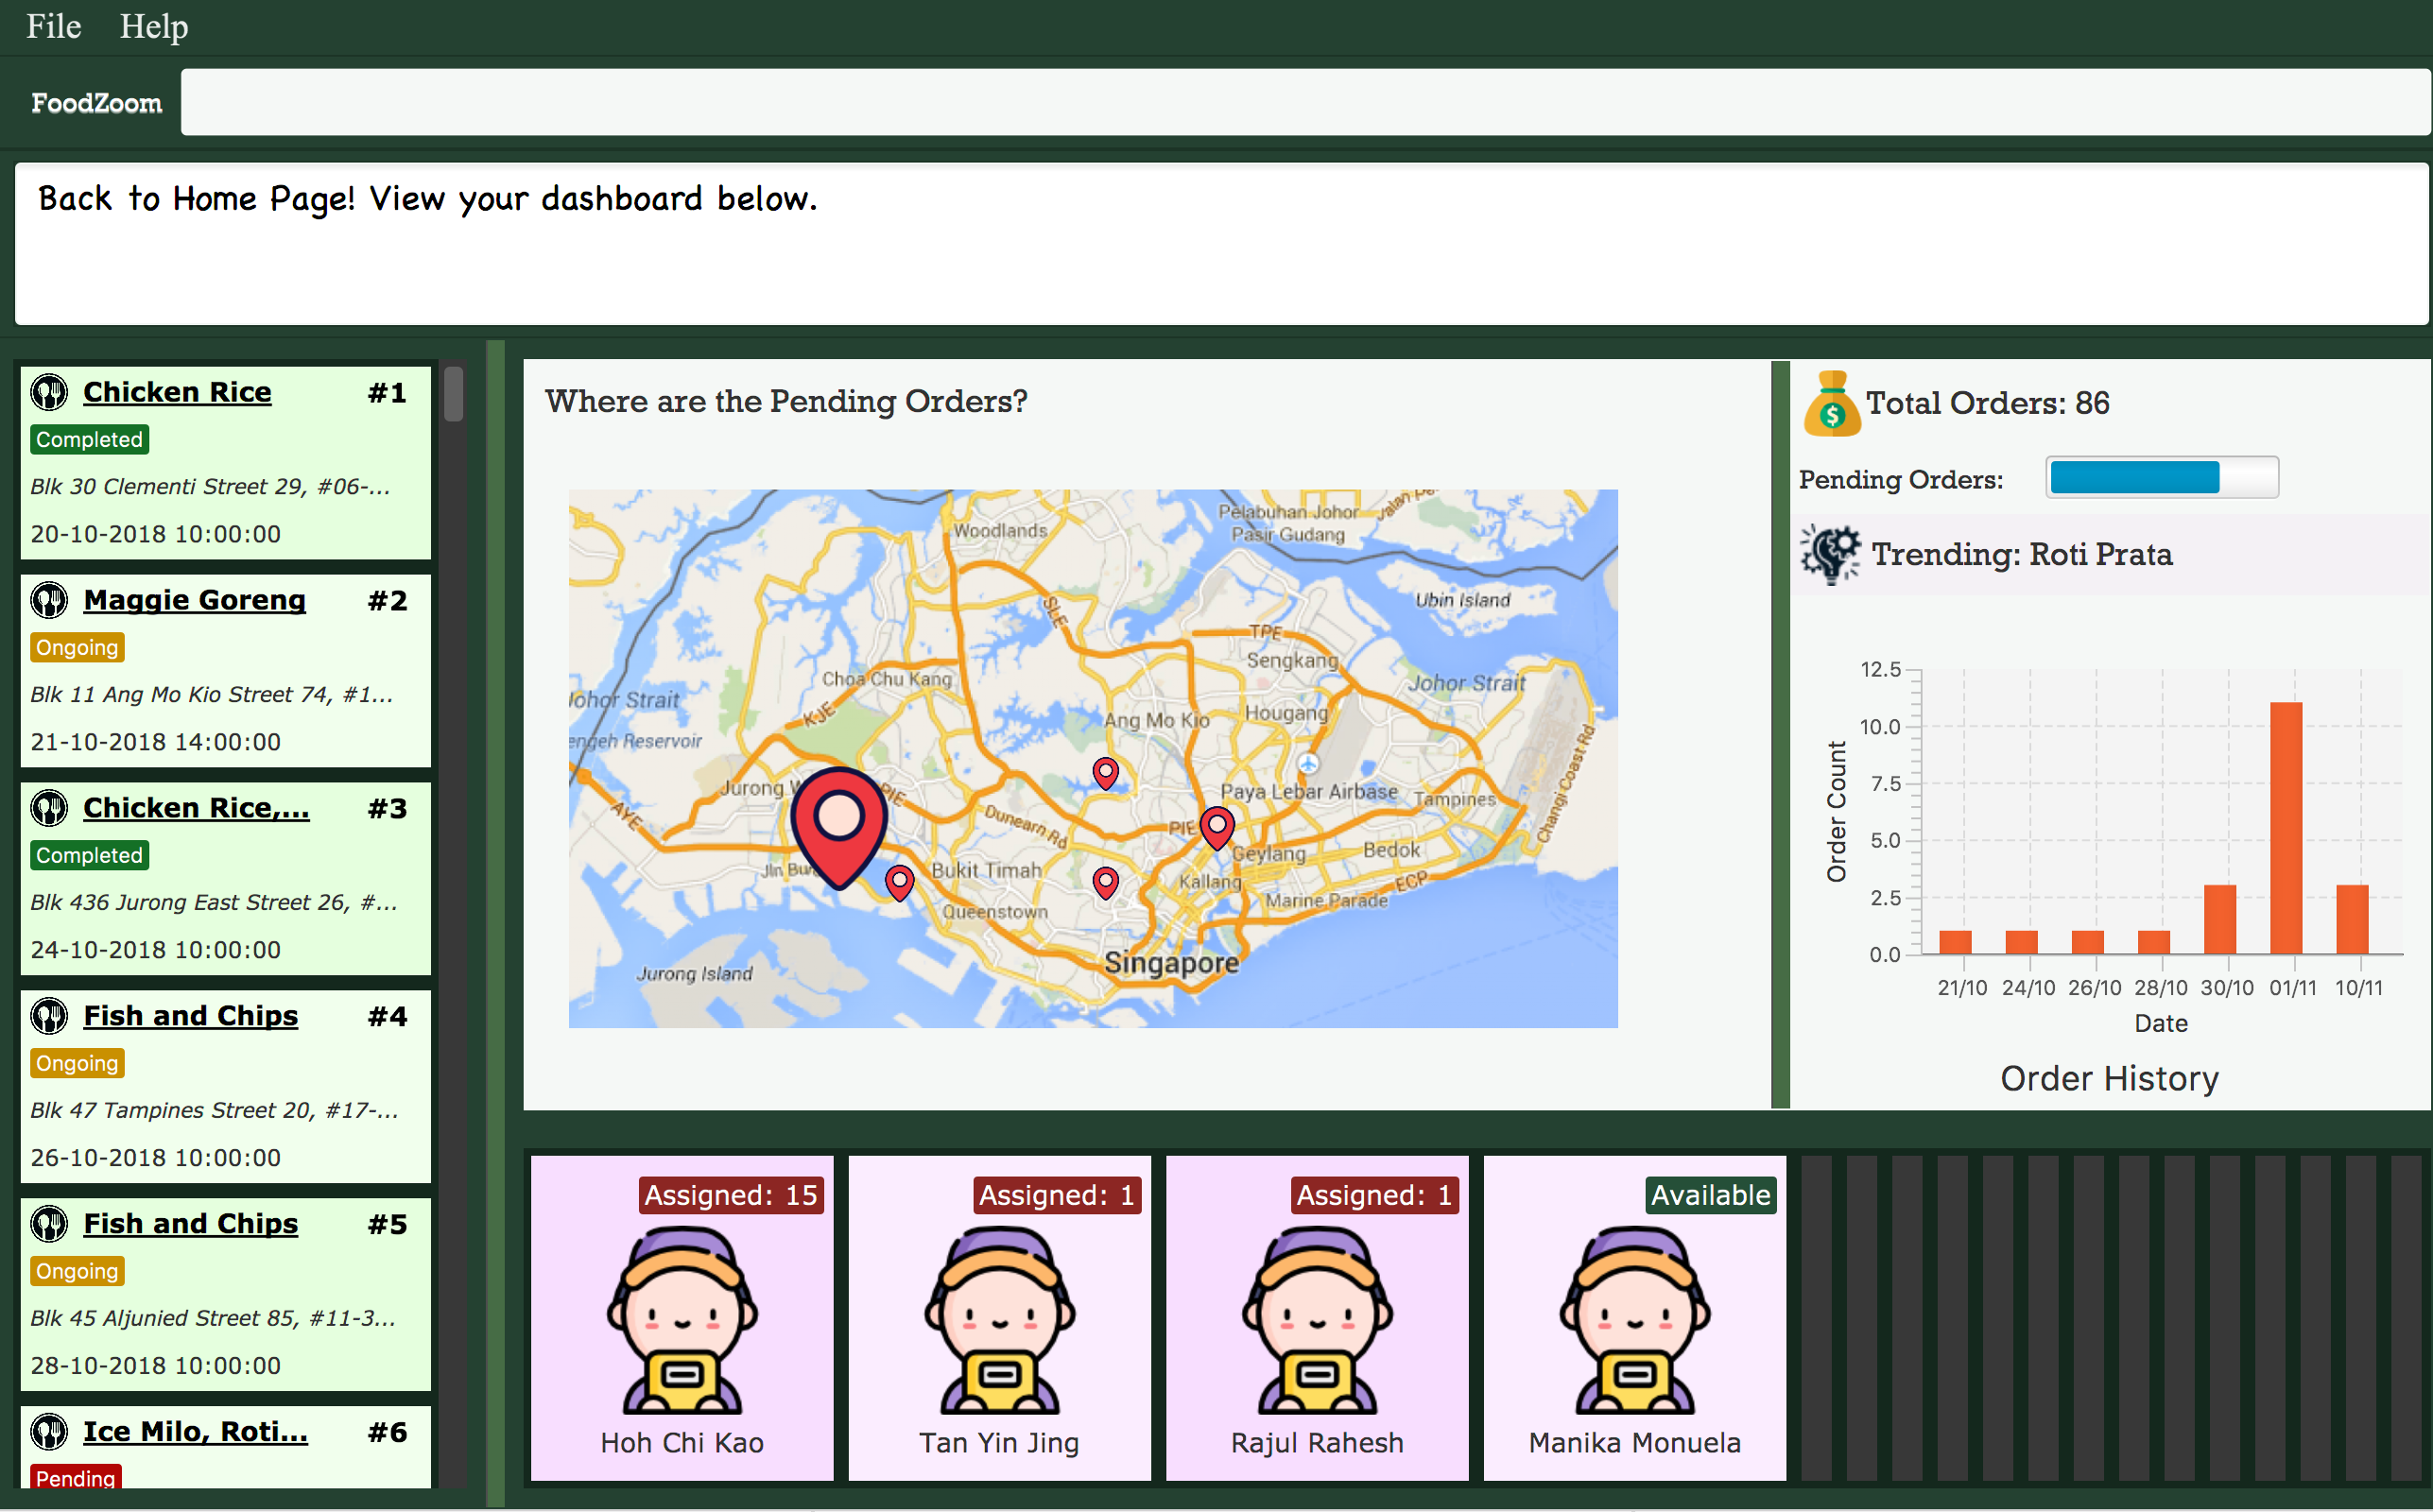 File Help
FoodZoom
Back to Home Page! View your dashboard below.
Chicken Rice #1
Completed
Blk 30 Clementi Street 29, #06-...
20-10-2018 10:00:00
Maggie Goreng #2
Ongoing
Blk 11 Ang Mo Kio Street 74, #1...
21-10-2018 14:00:00
Chicken Rice,... #3
Completed
Blk 436 Jurong East Street 26, #...
24-10-2018 10:00:00
Fish and Chips #4
Ongoing
Blk 47 Tampines Street 20, #17-...
26-10-2018 10:00:00
Fish and Chips #5
Ongoing
Blk 45 Aljunied Street 85, #11-3...
28-10-2018 10:00:00
Ice Milo, Roti... #6
Pending
Where are the Pending Orders?
Woodlands
Pelabuhan Johor
Pasir Gudang
Jalan
SLE
Ubin Island
TPE
Sengkang
Choa Chu Kang
Johor Strait
Johor Strait
KJE
Ang Mo Kio
Hougang
engeh Reservoir
Changi Coast Rd
Jurong W
PIE
Paya Lebar Airbase
Tampines
AYE
Dunearn Rd
PIE
Geylang
Bedok
Jln Bu
Bukit Timah
Kallang
ECP
Marine Parade
Queenstown
Singapore
Jurong Island
Total Orders: 86
Pending Orders:
Trending: Roti Prata
12.5
10.0
7.5
5.0
2.5
0.0
Order Count
21/10 24/10 26/10 28/10 30/10 01/11 10/11
Date
Order History
Assigned: 15
Hoh Chi Kao
Assigned: 1
Tan Yin Jing
Assigned: 1
Rajul Rahesh
Available
Manika Monuela